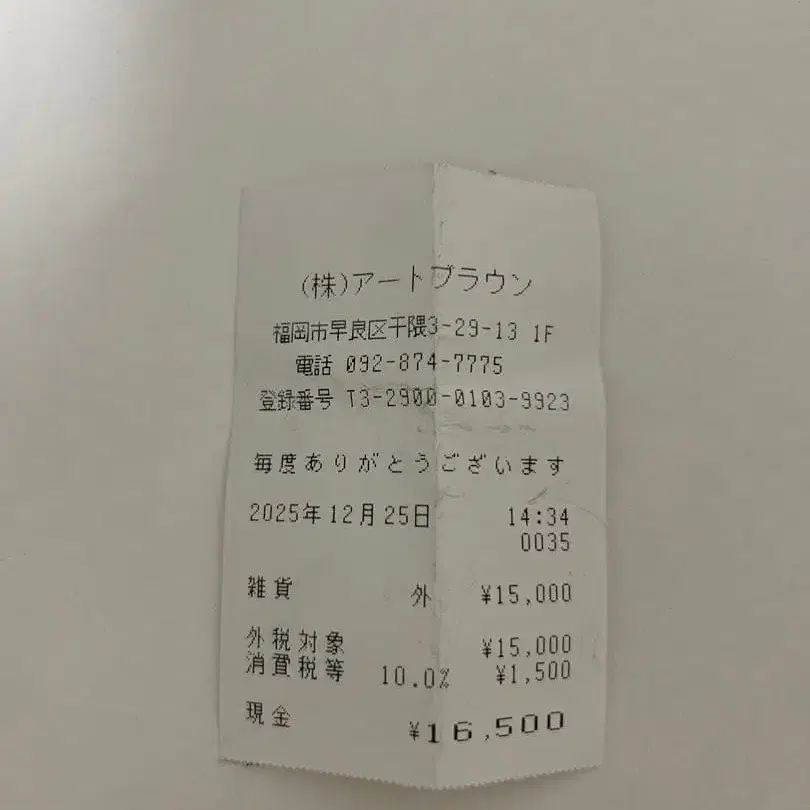 (株)アートブラウン
福岡市早良区干隈3-29-13 1F
電話 092-874-7775
登録番号 T3-2900-0103-9923
毎度ありがとうございます
2025年12月25日 14:34
0035
雑貨 外 ¥15,000
外税対象 ¥15,000
消費税等 10.0% ¥1,500
現金 ¥16,500